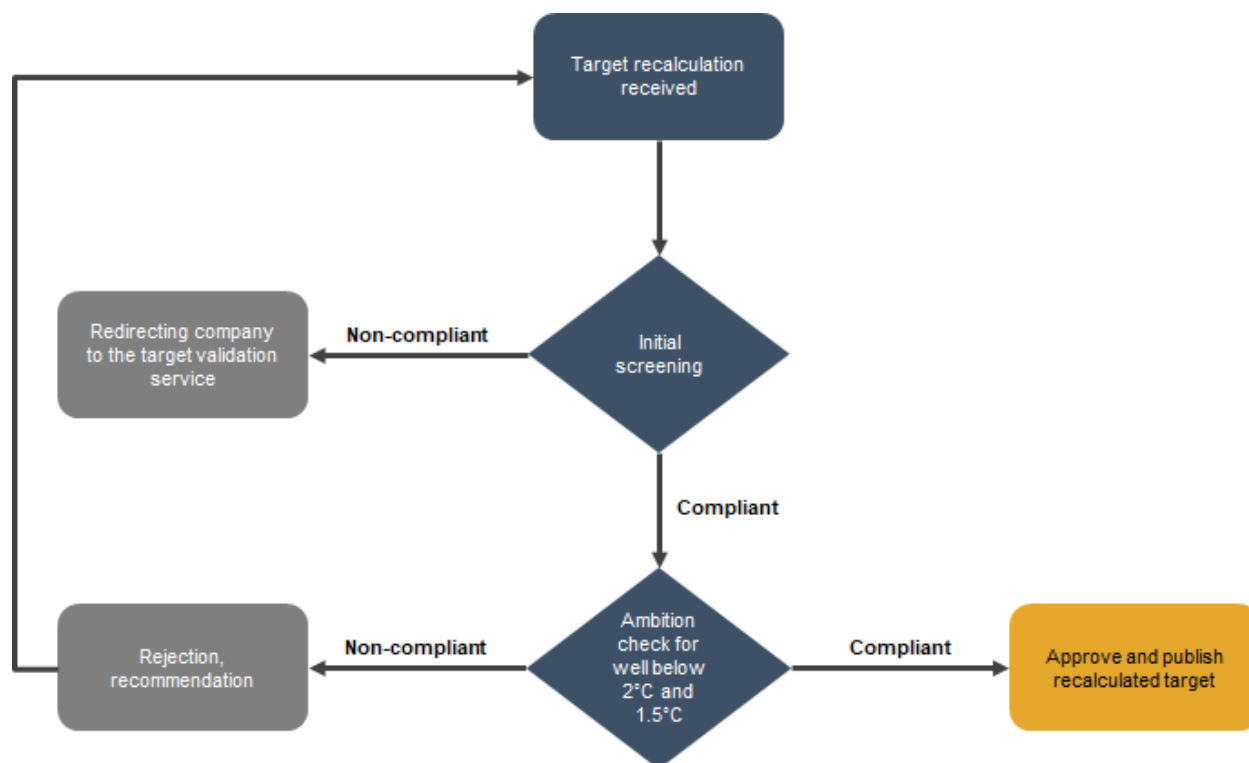 Target recalculation
received
Redirecting company
to the target validation
service
Non-compliant
Initial
screening
Compliant
Rejection,
recommendation
Non-compliant
Ambition
check for
well below
2°C and
1.5°C
Compliant
Approve and publish
recalculated target